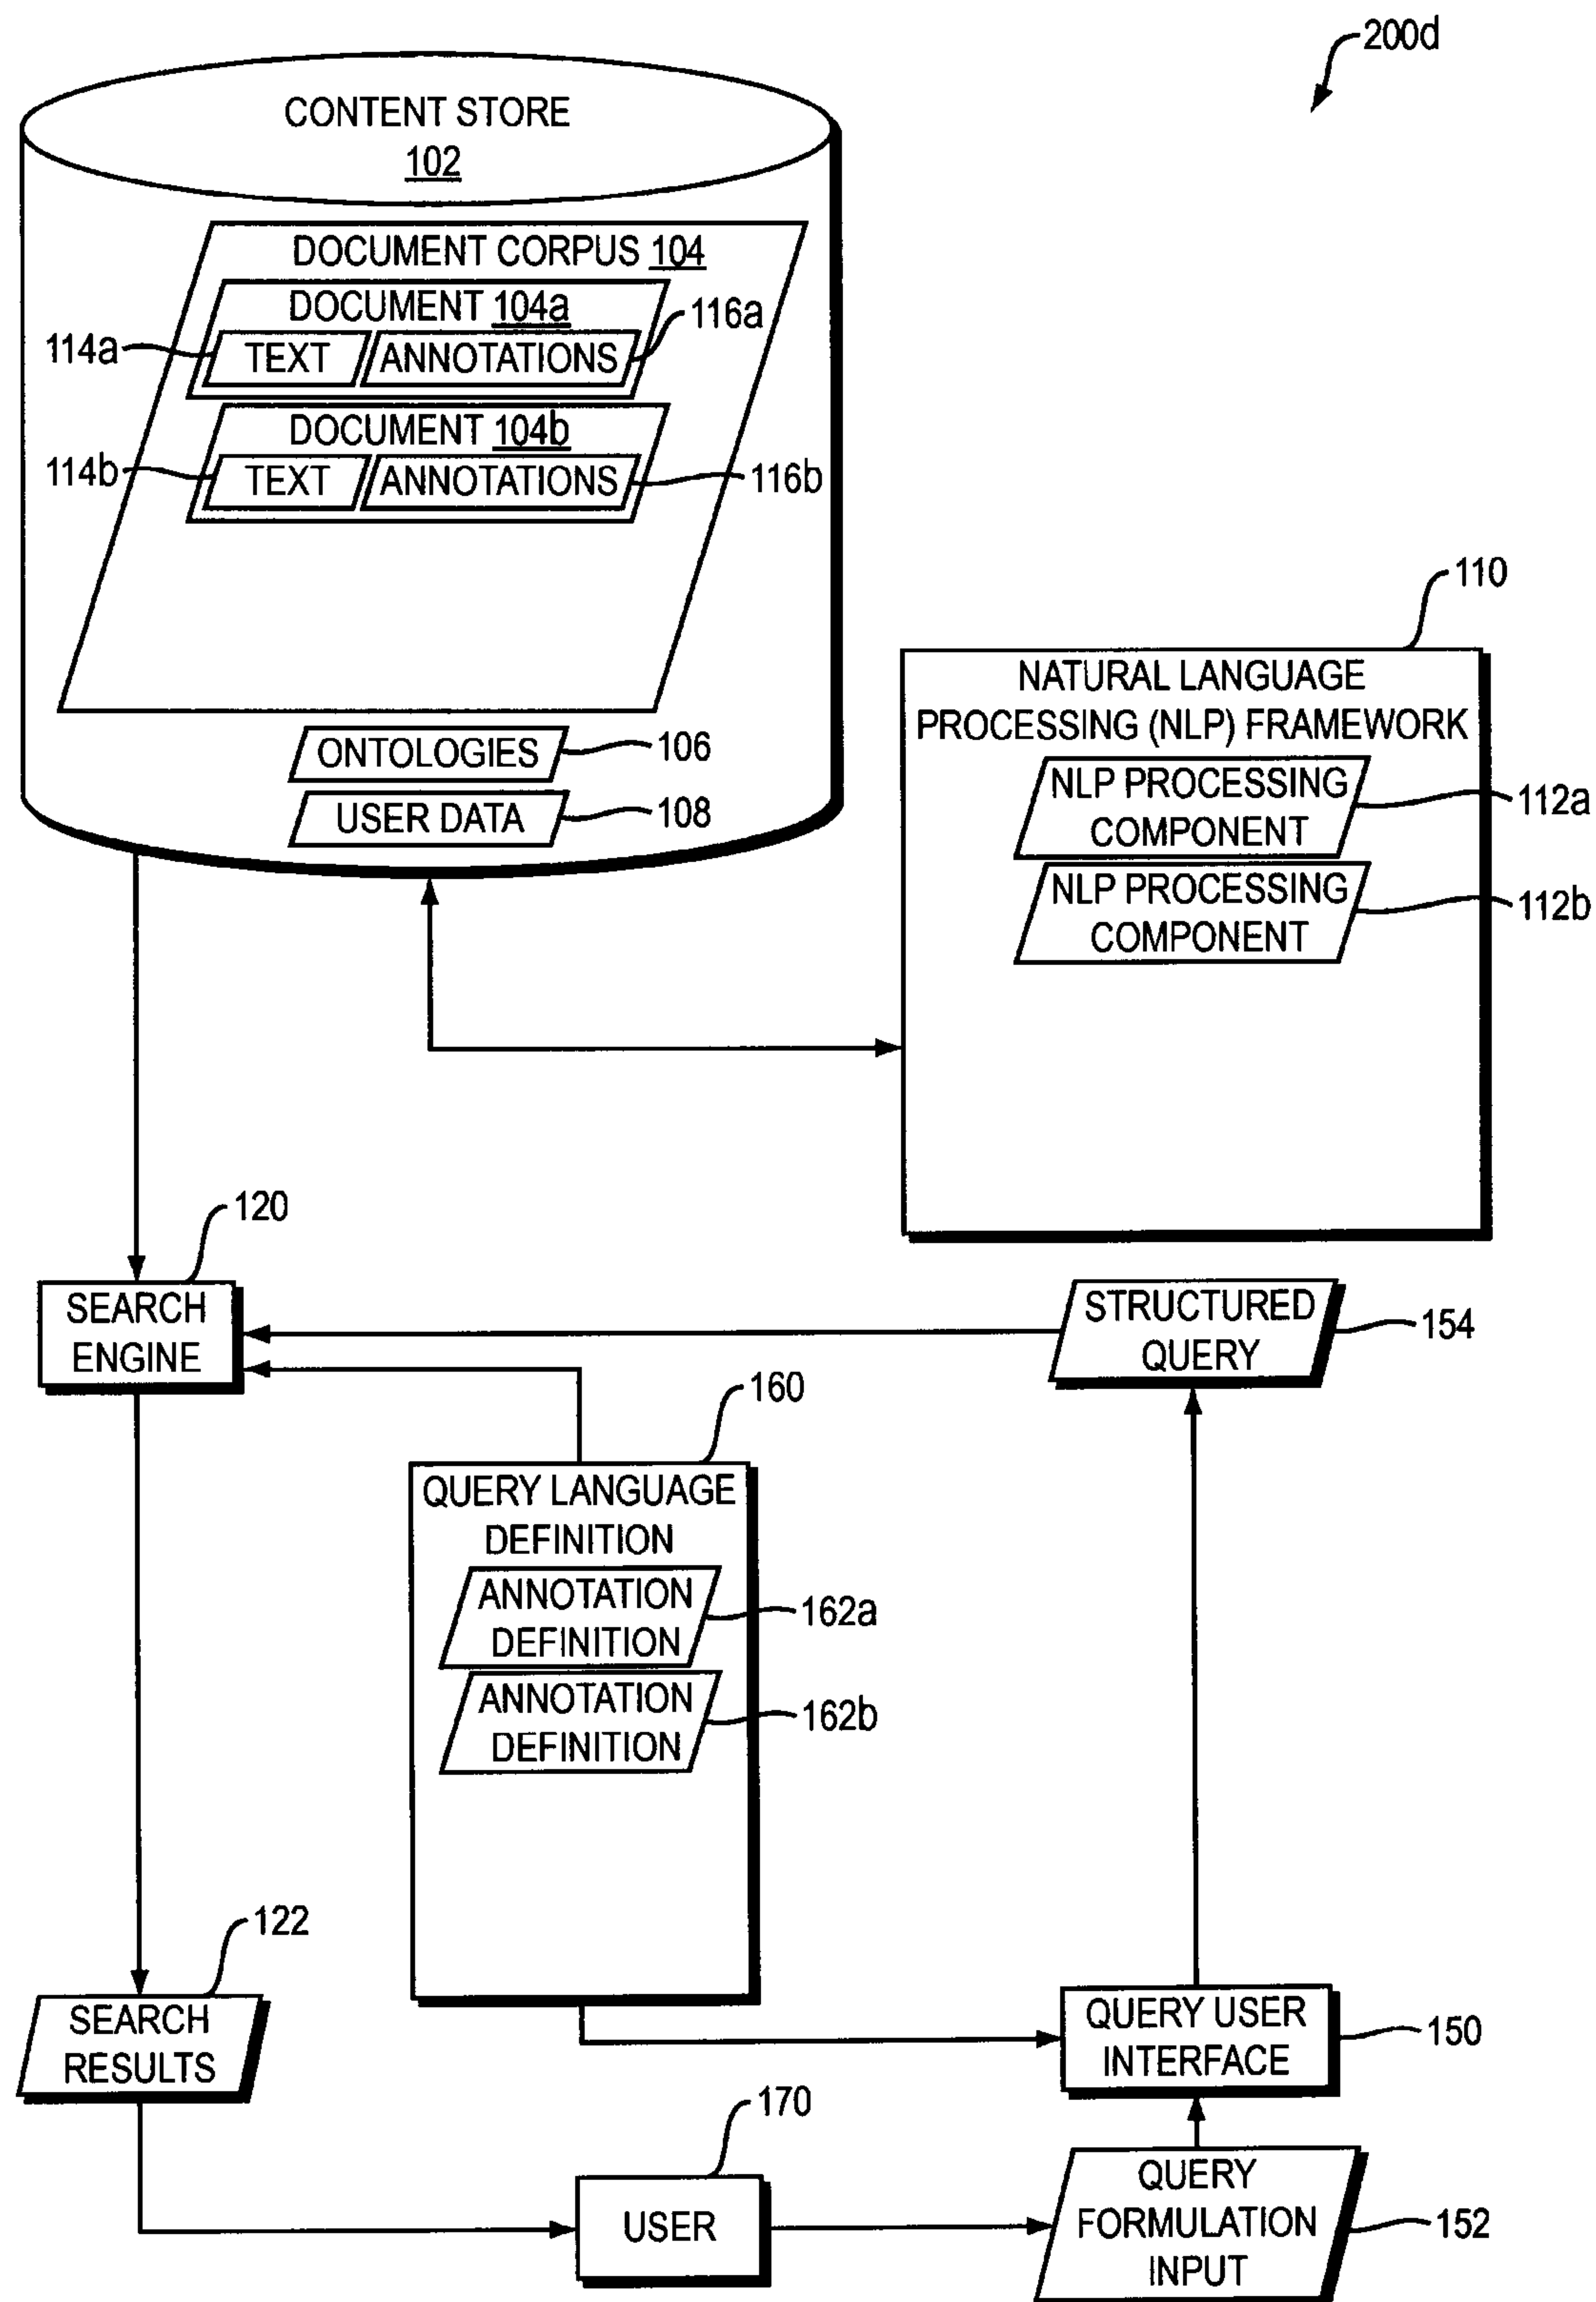 200d
CONTENT STORE
102
DOCUMENT CORPUS 104
DOCUMENT 104a
116a
114a
TEXT ANNOTATIONS
DOCUMENT 104b
114b
TEXT ANNOTATIONS
116b
110
NATURAL LANGUAGE
PROCESSING (NLP) FRAMEWORK
ONTOLOGIES
106
USER DATA
108
NLP PROCESSING
COMPONENT
112a
NLP PROCESSING
COMPONENT
112b
120
SEARCH
ENGINE
STRUCTURED
QUERY
154
160
QUERY LANGUAGE
DEFINITION
ANNOTATION
DEFINITION
162a
ANNOTATION
DEFINITION
162b
122
SEARCH
RESULTS
QUERY USER
INTERFACE
150
170
USER
QUERY
FORMULATION
INPUT
152